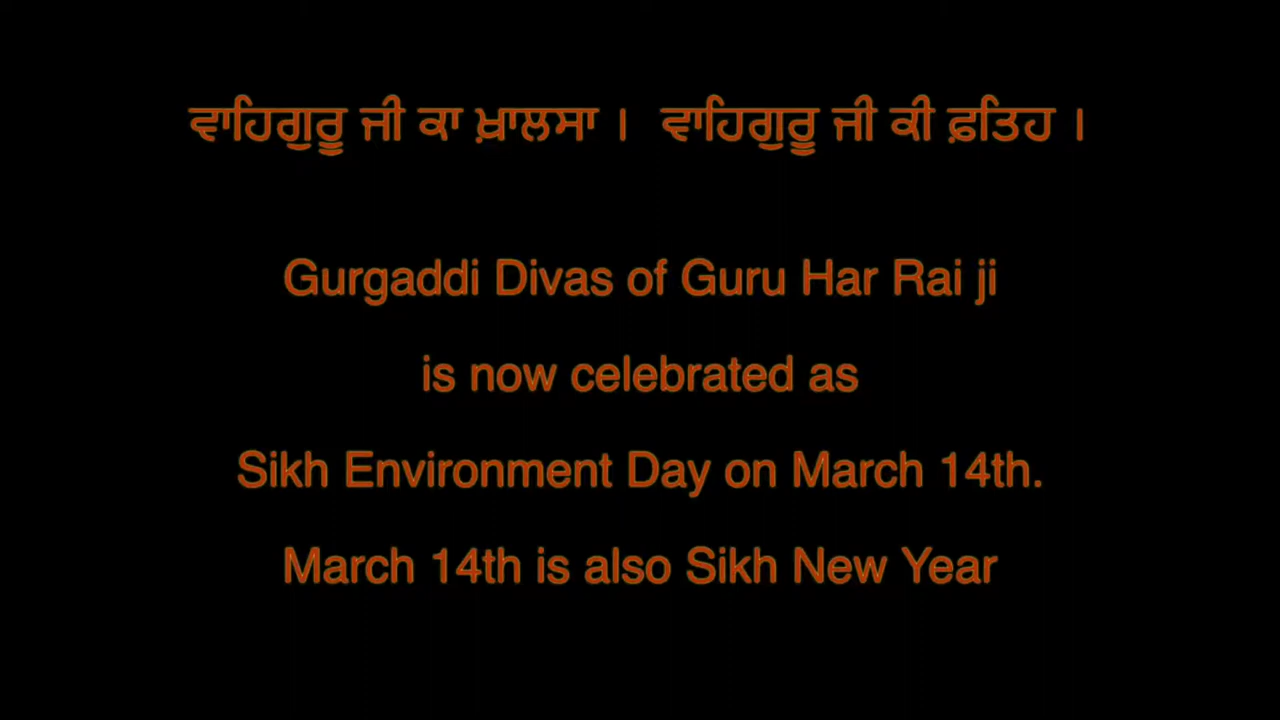 ਵਾਹਿਗੁਰੂ ਜੀ ਕਾ ਖ਼ਾਲਸਾ । ਵਾਹਿਗੁਰੂ ਜੀ ਕੀ ਫ਼ਤਿਹ ।
Gurgaddi Divas of Guru Har Rai ji
is now celebrated as
Sikh Environment Day on March 14th.
March 14th is also Sikh New Year